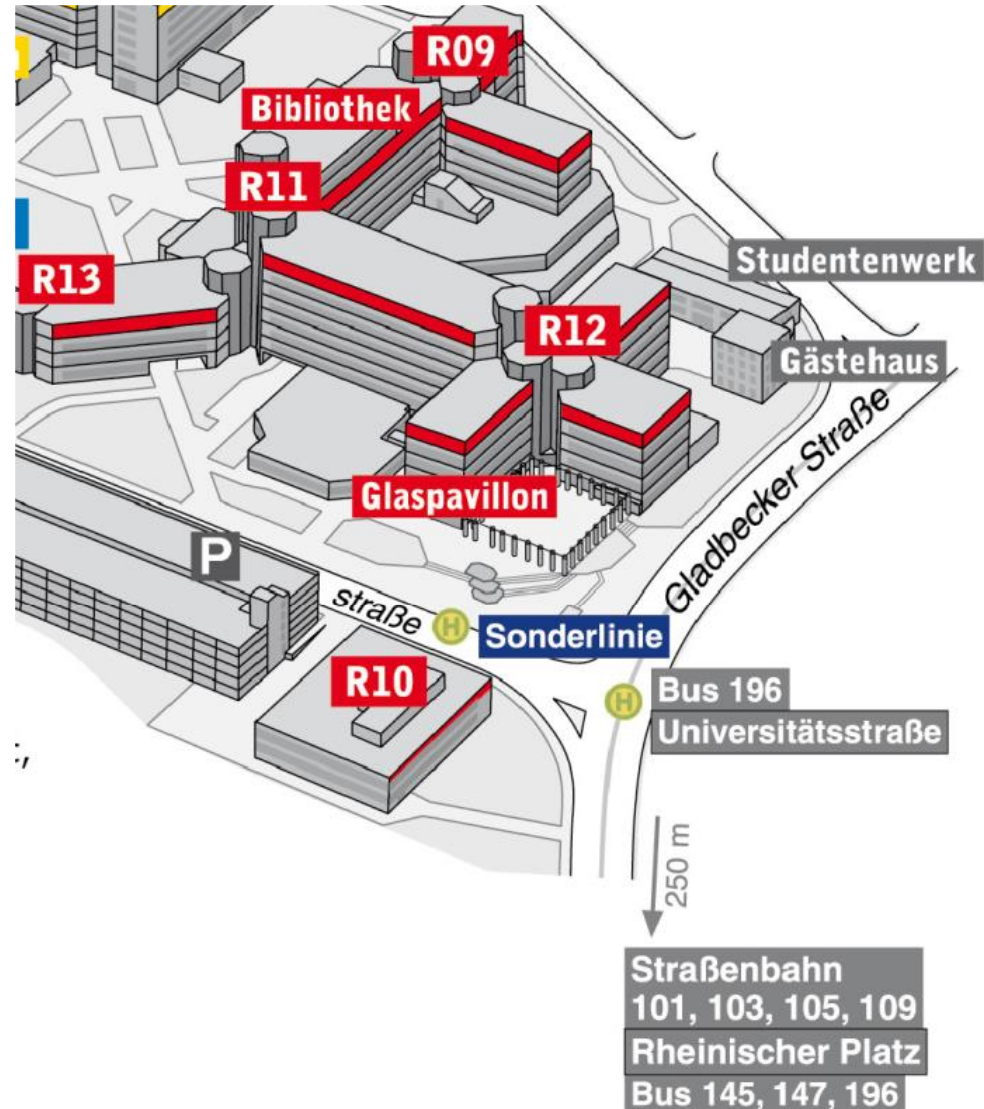 R09
Bibliothek
R11
Studentenwerk
R13
R12
Gästehaus
Gladbecker Straße
Glaspavillon
P
straße
H
Sonderlinie
R10
H
Bus 196
Universitätsstraße
250 m
Straßenbahn
101, 103, 105, 109
Rheinischer Platz
Bus 145, 147, 196